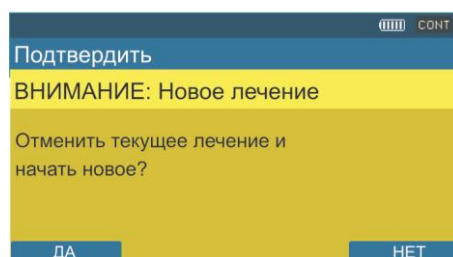 CONT
Подтвердить
ВНИМАНИЕ: Новое лечение
Отменить текущее лечение и
начать новое?
ДА
НЕТ